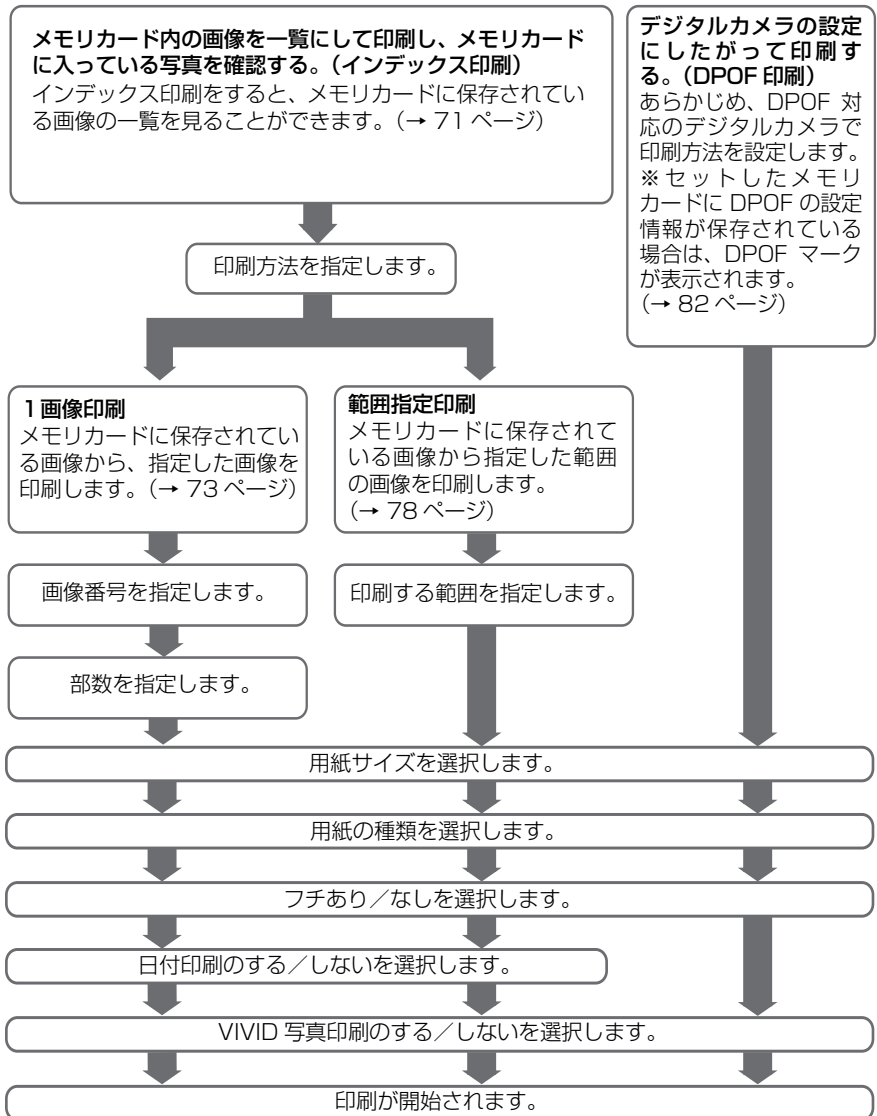 メモリカード内の画像を一覧にして印刷し、メモリカード
に入っている写真を確認する。（インデックス印刷）
インデックス印刷をすると、メモリカードに保存されてい
る画像の一覧を見ることができます。（→ 71 ページ）
デジタルカメラの設定
にしたがって印刷す
る。（DPOF 印刷）
あらかじめ、DPOF 対
応のデジタルカメラで
印刷方法を設定します。
※セットしたメモリ
カードに DPOF の設定
情報が保存されている
場合は、DPOF マーク
が表示されます。
（→ 82 ページ）
印刷方法を指定します。
1画像印刷
メモリカードに保存されてい
る画像から、指定した画像を
印刷します。（→ 73 ページ）
範囲指定印刷
メモリカードに保存されて
いる画像から指定した範囲
の画像を印刷します。
（→ 78 ページ）
画像番号を指定します。
印刷する範囲を指定します。
部数を指定します。
用紙サイズを選択します。
用紙の種類を選択します。
フチあり／なしを選択します。
日付印刷のする／しないを選択します。
VIVID 写真印刷のする／しないを選択します。
印刷が開始されます。